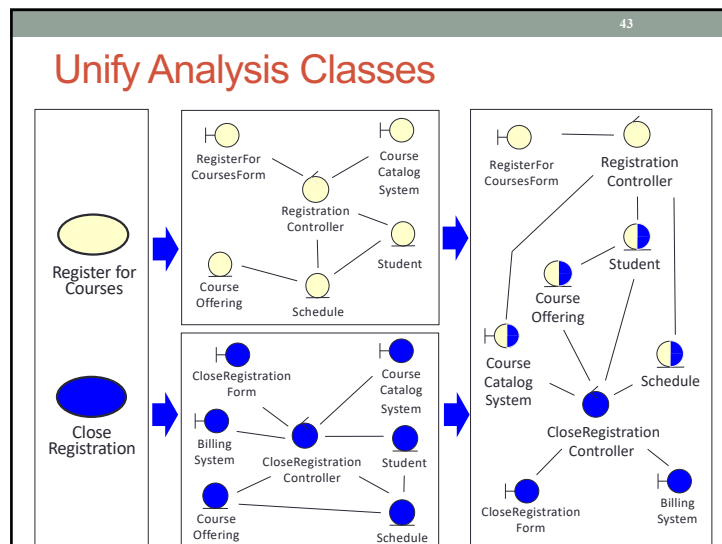 43
Unify Analysis Classes
Register for
Courses
Close
Registration
RegisterFor
CoursesForm
Course
Catalog
System
Registration
Controller
Student
Course
Offering
Schedule
CloseRegistration
Form
Course
Catalog
System
Billing
System
CloseRegistration
Controller
Student
Course
Offering
Schedule
RegisterFor
CoursesForm
Registration
Controller
Student
Course
Offering
Course
Catalog
System
Schedule
CloseRegistration
Controller
CloseRegistration
Form
Billing
System